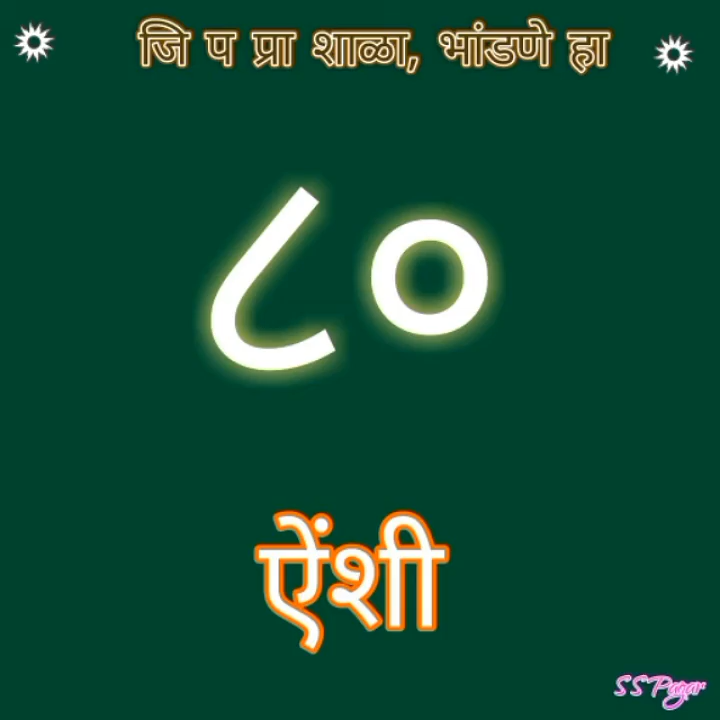 जि प प्रा शाळा, भांडणे हा
८०
ऐंशी
SSPagar